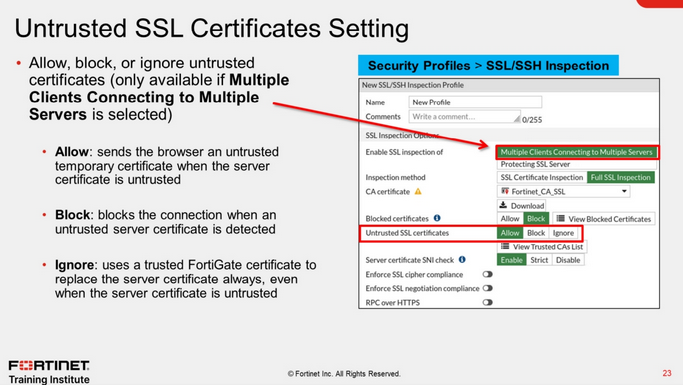 Untrusted SSL Certificates Setting
• Allow, block, or ignore untrusted
certificates (only available if Multiple
Clients Connecting to Multiple
Servers is selected)
• Allow: sends the browser an untrusted
temporary certificate when the server
certificate is untrusted
• Block: blocks the connection when an
untrusted server certificate is detected
• Ignore: uses a trusted FortiGate certificate to
replace the server certificate always, even
when the server certificate is untrusted
Security Profiles > SSL/SSH Inspection
New SSL/SSH Inspection Profile
Name New Profile
Comments Write a comment... 0/255
SSL Inspection Options
Enable SSL inspection of Multiple Clients Connecting to Multiple Servers
Protecting SSL Server
Inspection method SSL Certificate Inspection Full SSL Inspection
CA certificate Fortinet_CA_SSL
Download
Blocked certificates Allow Block View Blocked Certificates
Untrusted SSL certificates Allow Block Ignore
View Trusted CAs List
Server certificate SNI check Enable Strict Disable
Enforce SSL cipher compliance
Enforce SSL negotiation compliance
RPC over HTTPS
FORTINET
Training Institute
© Fortinet Inc. All Rights Reserved.
23